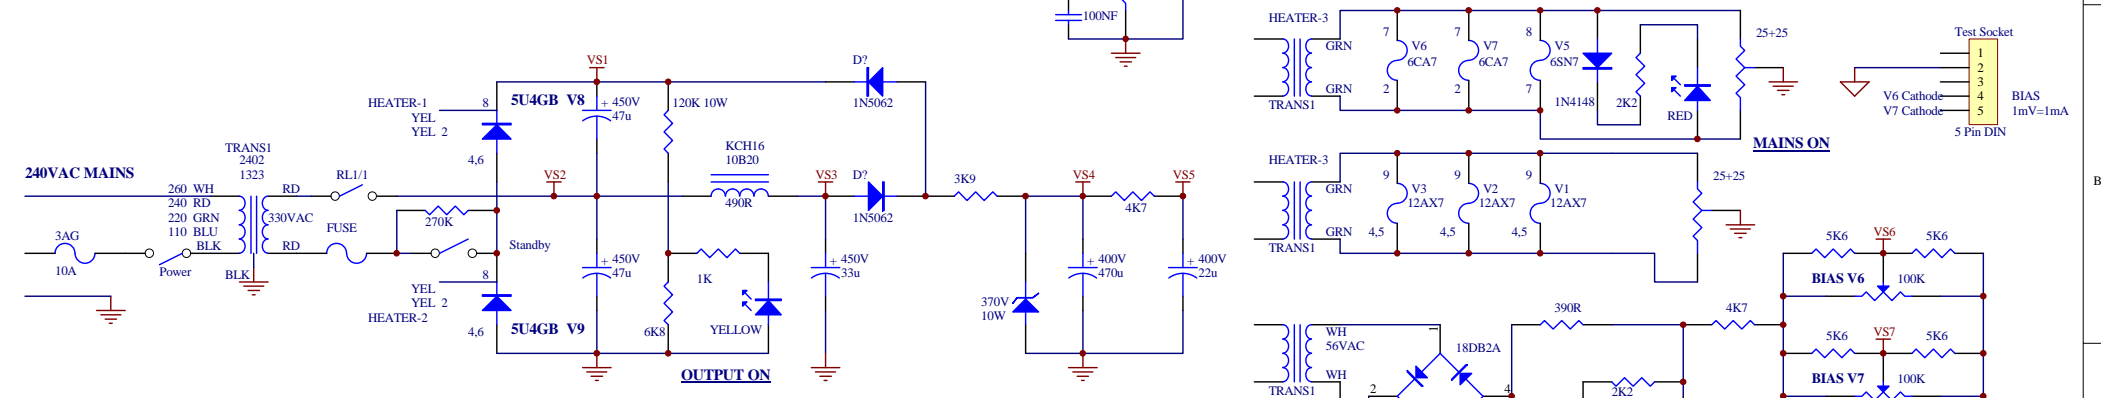 240VAC MAINS
3AG
10A
Power
260 WH
240 RD
220 GRN
110 BLU
BLK
BLK
TRANS1
2402
1323
330VAC
RD
RD
RL1/1
FUSE
270K
Standby
HEATER-1
YEL
YEL 2
8
4,6
5U4GB V8
8
YEL
YEL 2
HEATER-2
4,6
5U4GB V9
VS2
VS1
+ 450V
47u
+ 450V
47u
120K 10W
6K8
1K
YELLOW
OUTPUT ON
KCH16
10B20
490R
VS3
+ 450V
33u
D?
1N5062
D?
1N5062
3K9
370V
10W
VS4
+ 400V
470u
4K7
VS5
+ 400V
22u
100NF
HEATER-3
GRN
GRN
TRANS1
7
V6
6CA7
2
7
V7
6CA7
2
8
V5
6SN7
7
1N4148
2K2
RED
25+25
MAINS ON
Test Socket
1
2
3
4
5
V6 Cathode
V7 Cathode
BIAS
1mV=1mA
5 Pin DIN
B
HEATER-3
GRN
GRN
TRANS1
9
V3
12AX7
4,5
9
V2
12AX7
4,5
9
V1
12AX7
4,5
25+25
WH
56VAC
WH
TRANS1
1
2
4
18DB2A
390R
2K2
4K7
5K6
VS6
5K6
BIAS V6
100K
5K6
VS7
5K6
BIAS V7
100K